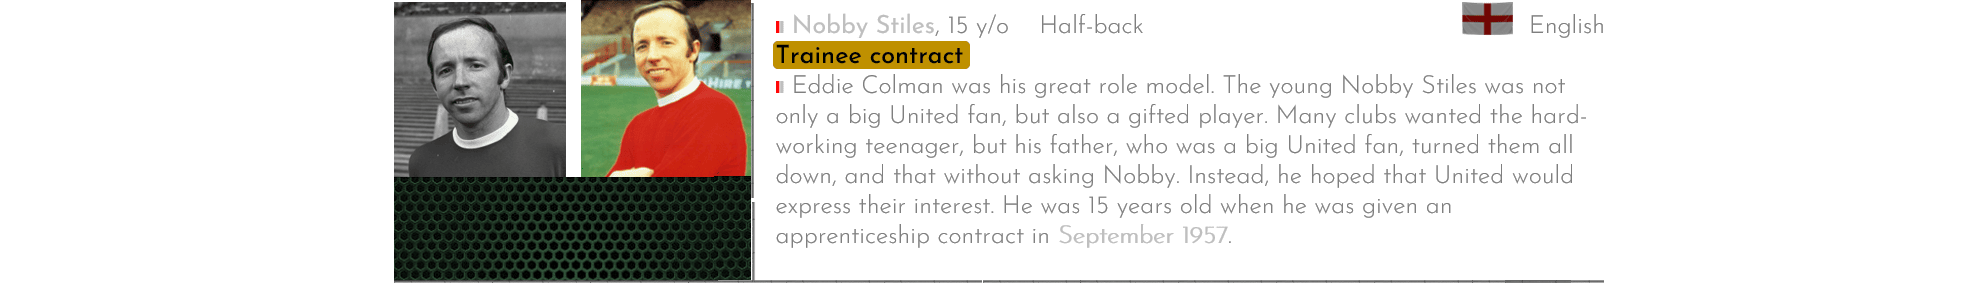 Nobby Stiles, 15 y/o Half-back English
Trainee contract
Eddie Colman was his great role model. The young Nobby Stiles was not
only a big United fan, but also a gifted player. Many clubs wanted the hard-
working teenager, but his father, who was a big United fan, turned them all
down, and that without asking Nobby. Instead, he hoped that United would
express their interest. He was 15 years old when he was given an
apprenticeship contract in September 1957.